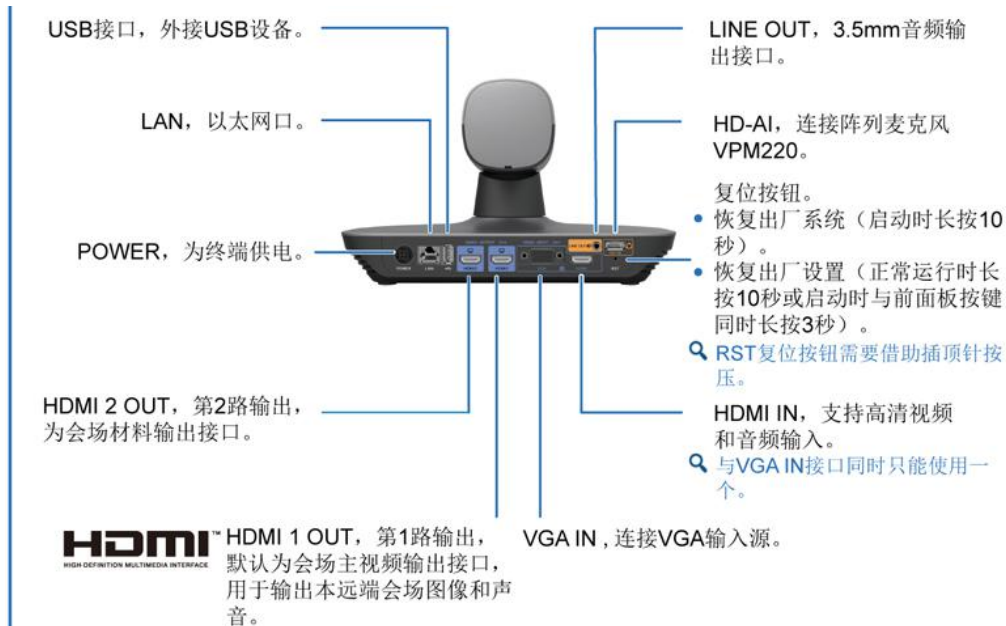 USB接口，外接USB设备。
LAN，以太网口。
POWER，为终端供电。
HDMI 2 OUT，第2路输出，
为会场材料输出接口。
HDMI™
HIGH-DEFINITION MULTIMEDIA INTERFACE
HDMI 1 OUT，第1路输出，
默认为会场主视频输出接口，
用于输出本远端会场图像和声
音。
VGA IN , 连接VGA输入源。
LINE OUT，3.5mm音频输
出接口。
HD-AI，连接阵列麦克风
VPM220。
复位按钮。
• 恢复出厂系统（启动时长按10
秒）。
• 恢复出厂设置（正常运行时长
按10秒或启动时与前面板按键
同时长按3秒）。
RST复位按钮需要借助插顶针按
压。
HDMI IN，支持高清视频
和音频输入。
与VGA IN接口同时只能使用一
个。
POWER
LAN
LINE OUT
RST